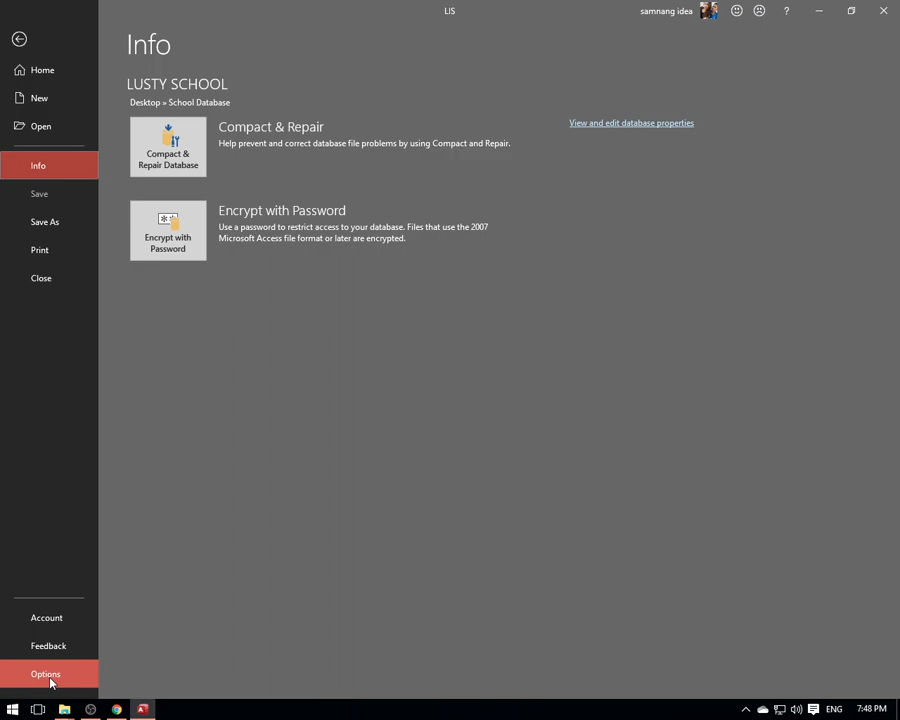 LIS
samnang idea
?
Info
Home
New
Open
Info
Save
Save As
Print
Close
LUSTY SCHOOL
Desktop » School Database
Compact &
Repair Database
Compact & Repair
Help prevent and correct database file problems by using Compact and Repair.
View and edit database properties
Encrypt with
Password
Encrypt with Password
Use a password to restrict access to your database. Files that use the 2007
Microsoft Access file format or later are encrypted.
Account
Feedback
Options
ENG
7:48 PM